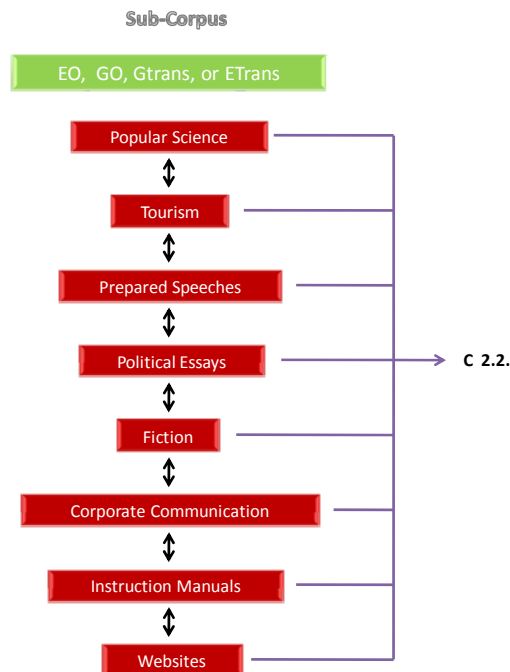 Sub-Corpus
EO, GO, Gtrans, or ETrans
Popular Science
Tourism
Prepared Speeches
Political Essays
C 2.2.
Fiction
Corporate Communication
Instruction Manuals
Websites